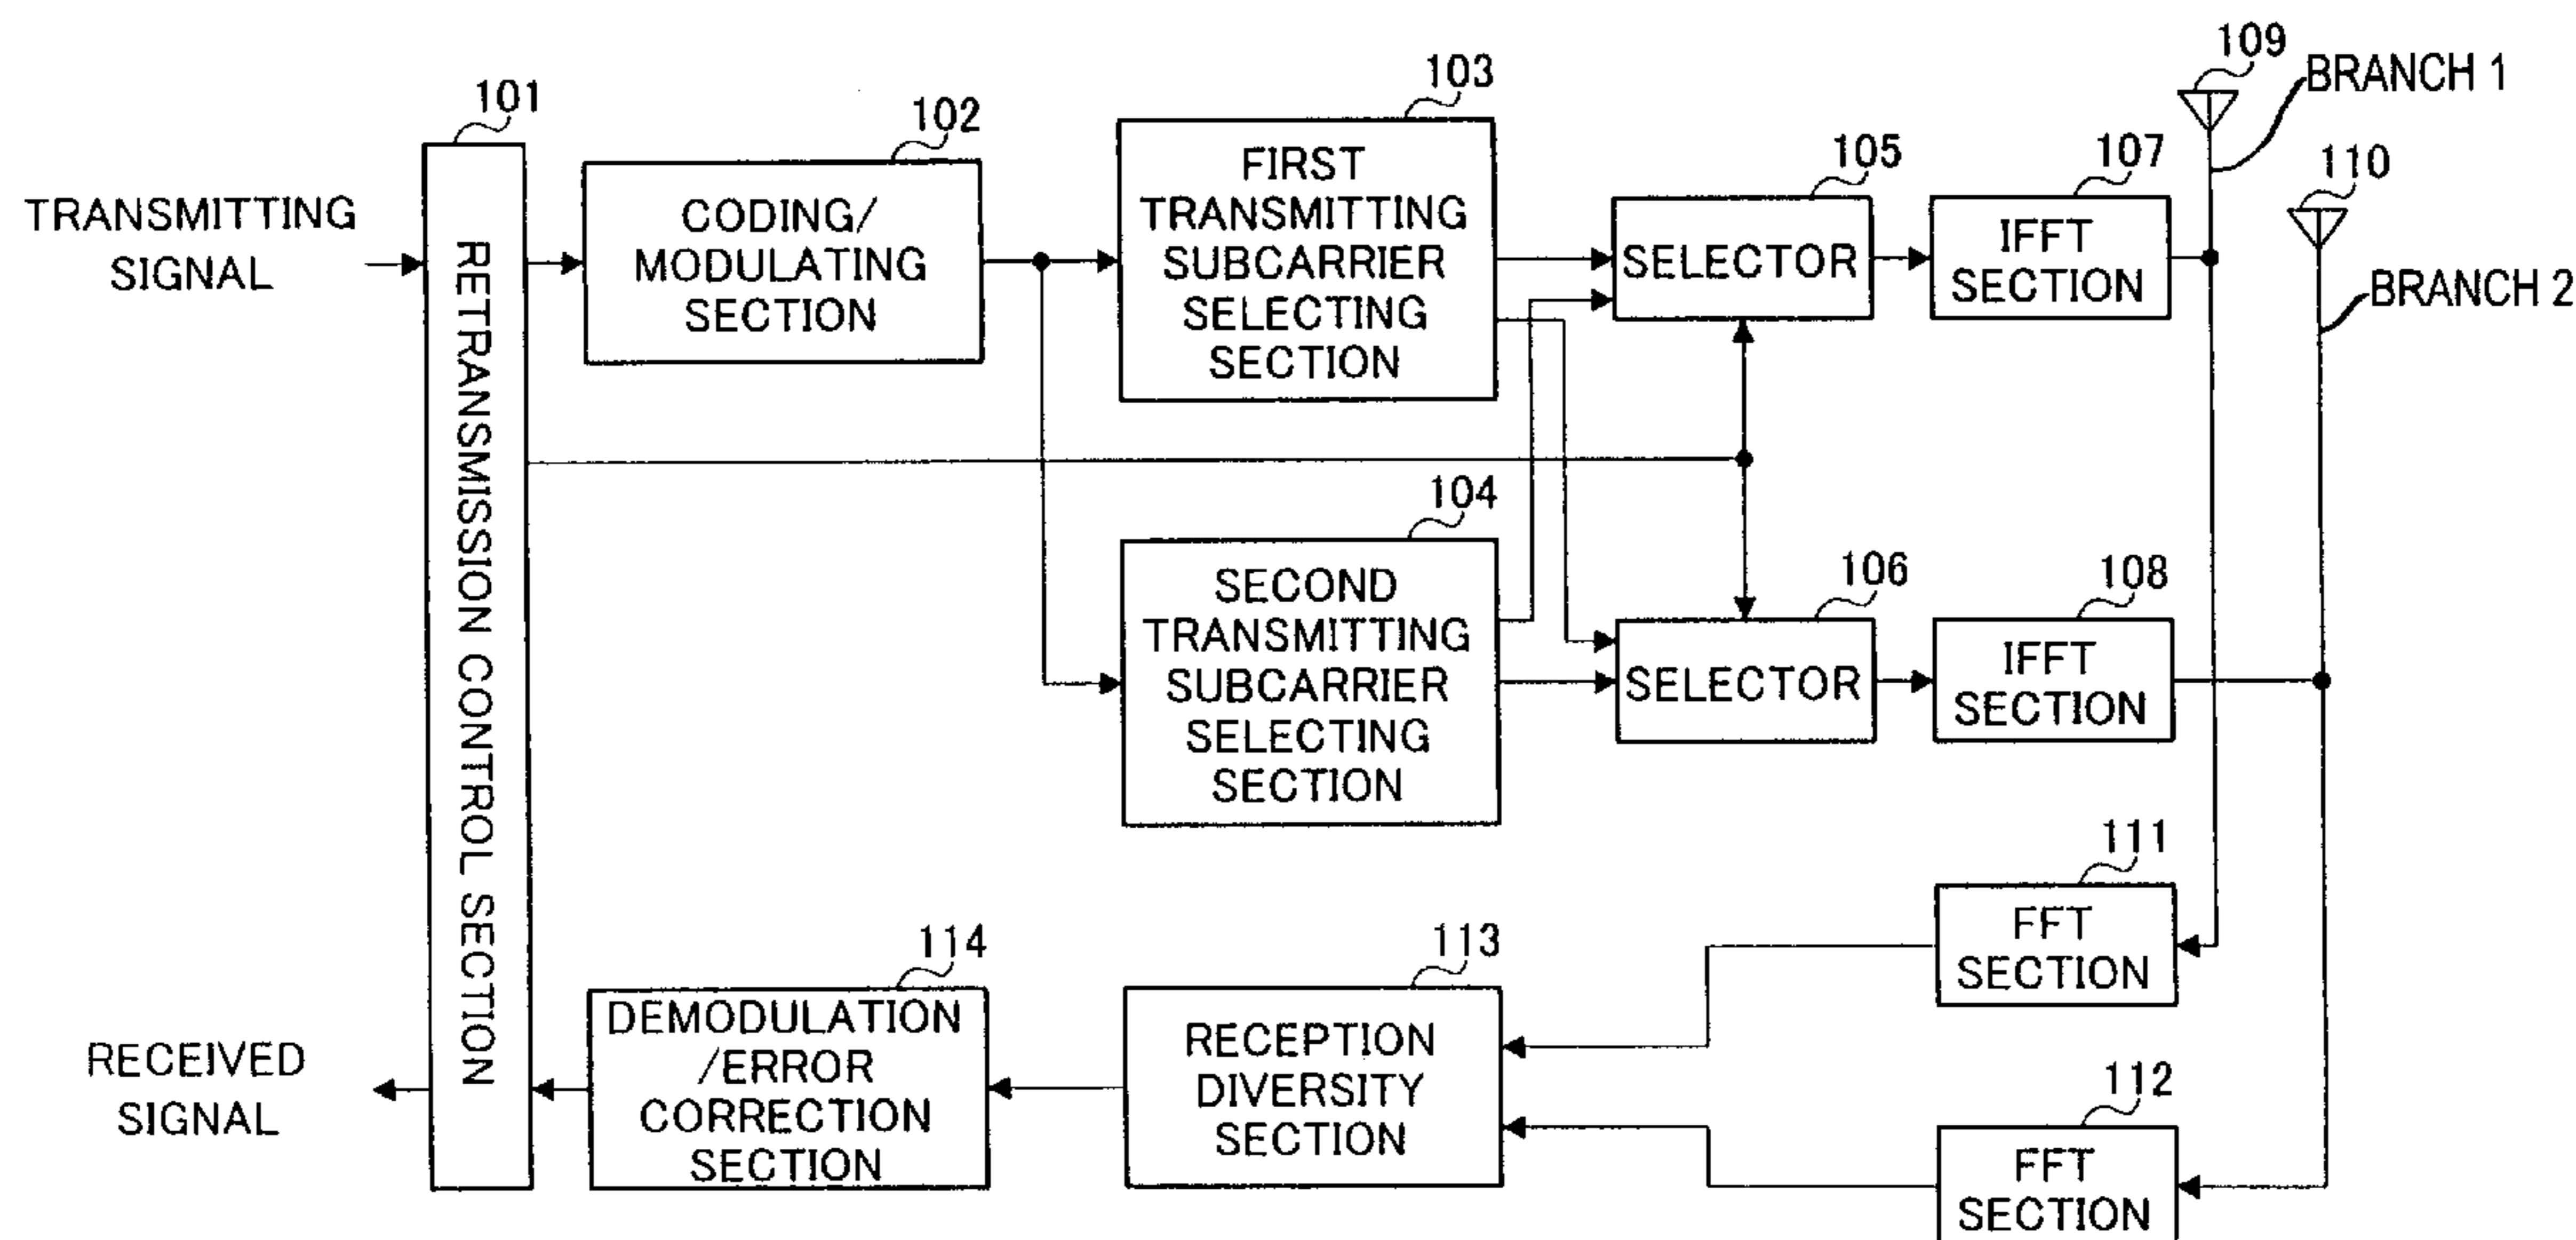 109
BRANCH 1
103
101
102
105
107
110
TRANSMITTING
SIGNAL
RETRANSMISSION CONTROL SECTION
CODING/
MODULATING
SECTION
FIRST
TRANSMITTING
SUBCARRIER
SELECTING
SECTION
SELECTOR
IFFT
SECTION
BRANCH 2
104
106
108
SECOND
TRANSMITTING
SUBCARRIER
SELECTING
SECTION
SELECTOR
IFFT
SECTION
111
FFT
SECTION
114
113
RECEIVED
SIGNAL
DEMODULATION
/ERROR
CORRECTION
SECTION
RECEPTION
DIVERSITY
SECTION
112
FFT
SECTION